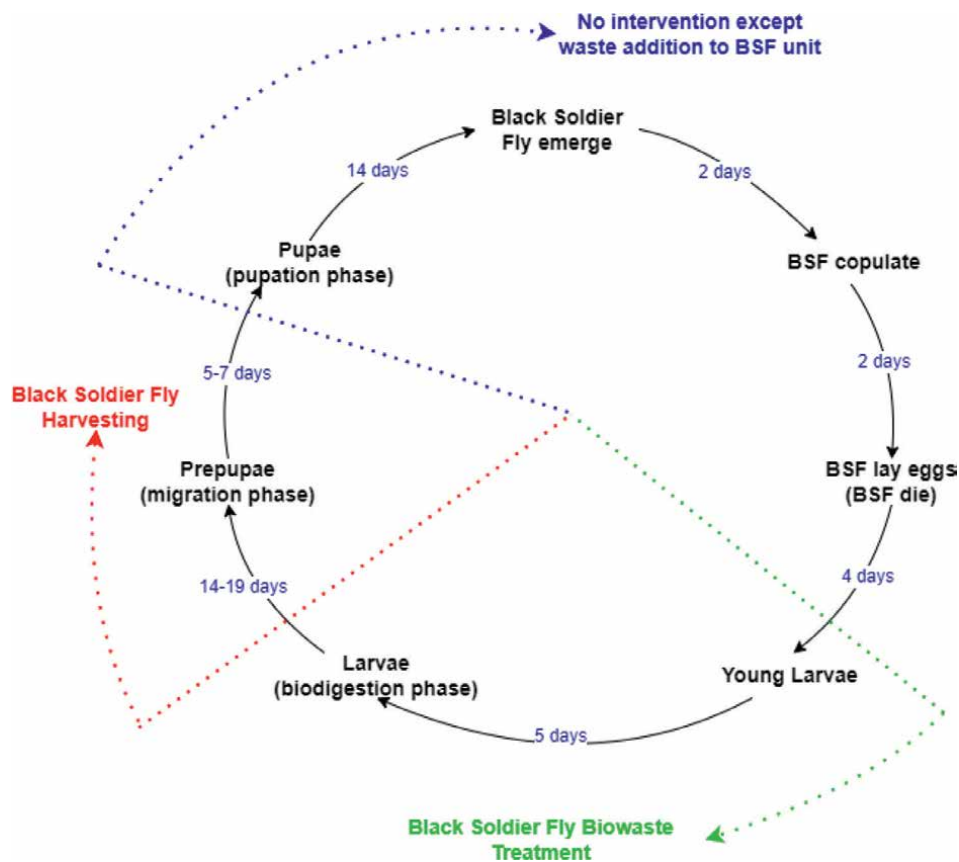 No intervention except
waste addition to BSF unit
Black Soldier
Fly emerge
14 days
2 days
Pupae
(pupation phase)
BSF copulate
5-7 days
2 days
Black Soldier Fly
Harvesting
Prepupae
(migration phase)
BSF lay eggs
(BSF die)
14-19 days
4 days
Larvae
(biodigestion phase)
Young Larvae
5 days
Black Soldier Fly Biowaste
Treatment